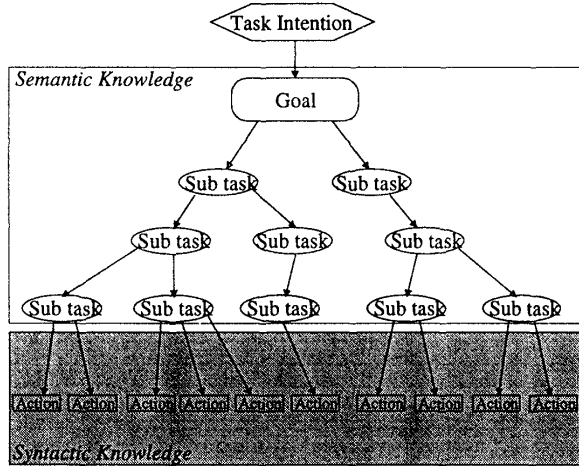 Task Intention
Semantic Knowledge
Goal
Sub task Sub task
Sub task Sub task Sub task
Sub task Sub task Sub task Sub task Sub task
Action Action Action Action Action Action Action Action Action Action
Syntactic Knowledge